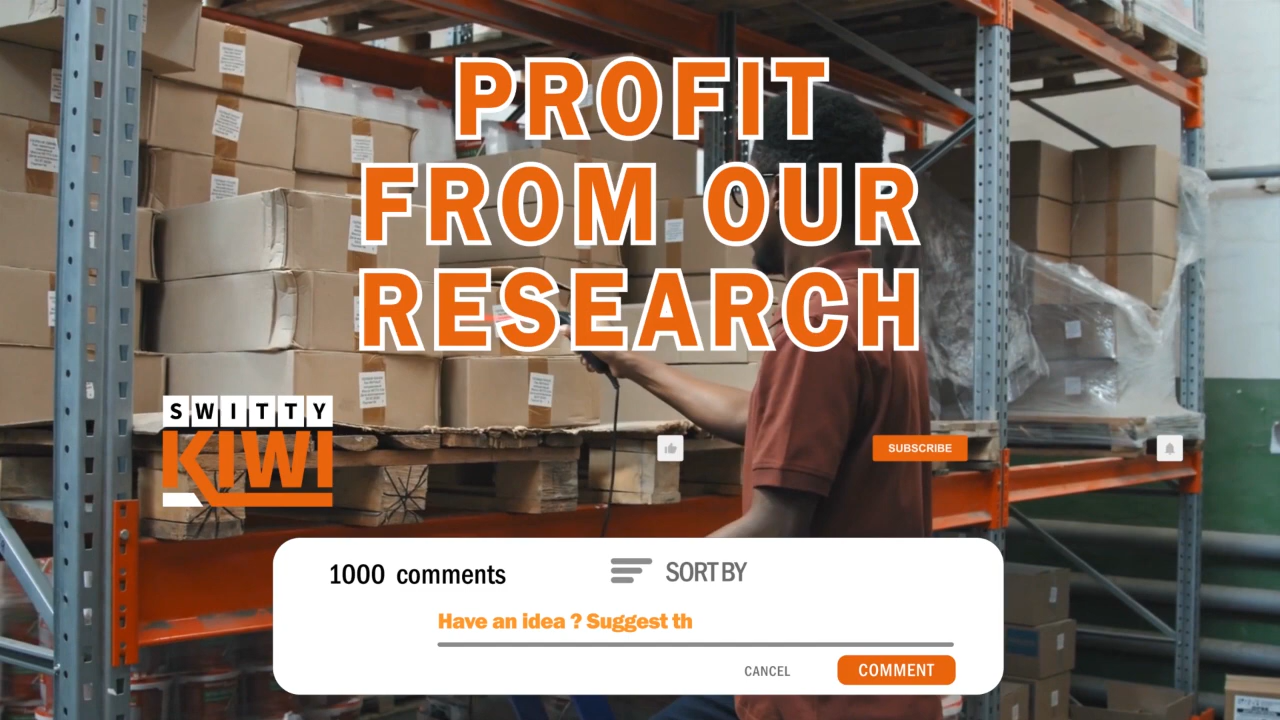 PROFIT
FROM OUR
RESEARCH
SWITTY
KIWI
SUBSCRIBE
1000 comments
SORT BY
Have an idea ? Suggest th
CANCEL
COMMENT